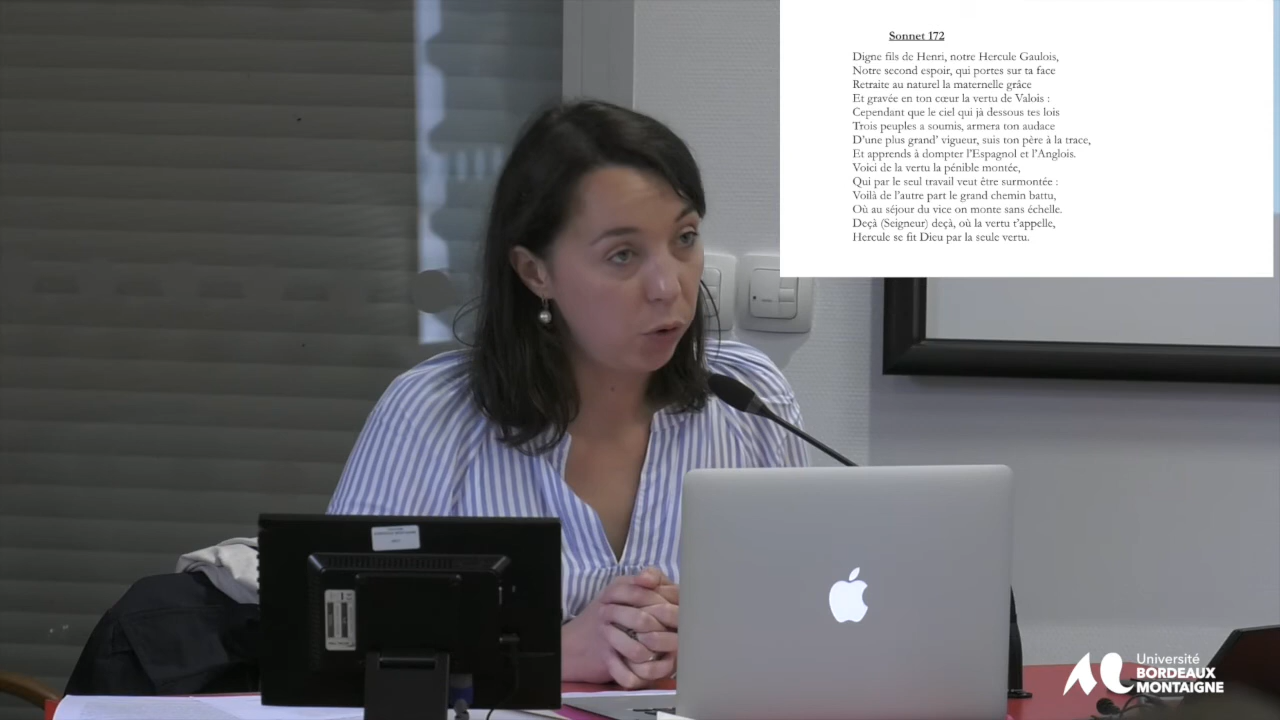 Sonnet 172
Digne fils de Henri, notre Hercule Gaulois,
Notre second espoir, qui portes sur ta face
Retraite au naturel la maternelle grâce
Et gravée en ton cœur la vertu de Valois :
Cependant que le ciel qui jà dessous tes lois
Trois peuples a soumis, armera ton audace
D'une plus grand' vigueur, suis ton père à la trace,
Et apprends à dompter l'Espagnol et l'Anglois.
Voici de la vertu la pénible montée,
Qui par le seul travail veut être surmontée :
Voilà de l'autre part le grand chemin battu,
Où au séjour du vice on monte sans échelle.
Deçà (Seigneur) deçà, où la vertu t'appelle,
Hercule se fit Dieu par la seule vertu.
Université
BORDEAUX
MONTAIGNE